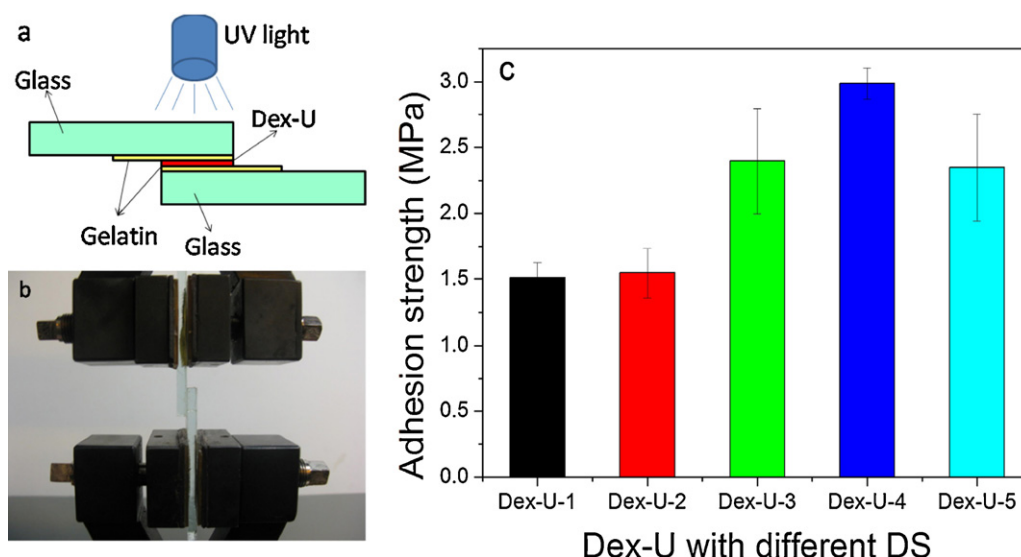 a
UV light
Glass
Dex-U
Gelatin
Glass
b
c
Adhesion strength (MPa)
3.0
2.5
2.0
1.5
1.0
0.5
0.0
Dex-U-1 Dex-U-2 Dex-U-3 Dex-U-4 Dex-U-5
Dex-U with different DS